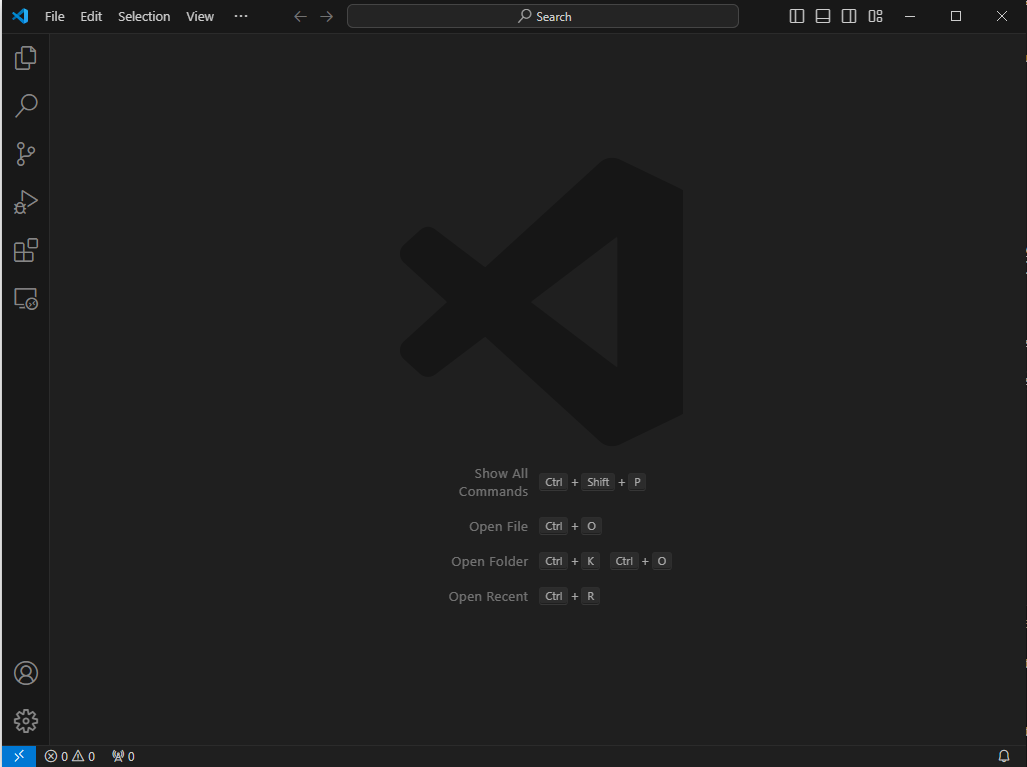 File Edit Selection View ··· Search
Show All
Commands Ctrl + Shift + P
Open File Ctrl + O
Open Folder Ctrl + K Ctrl + O
Open Recent Ctrl + R
0 0 0